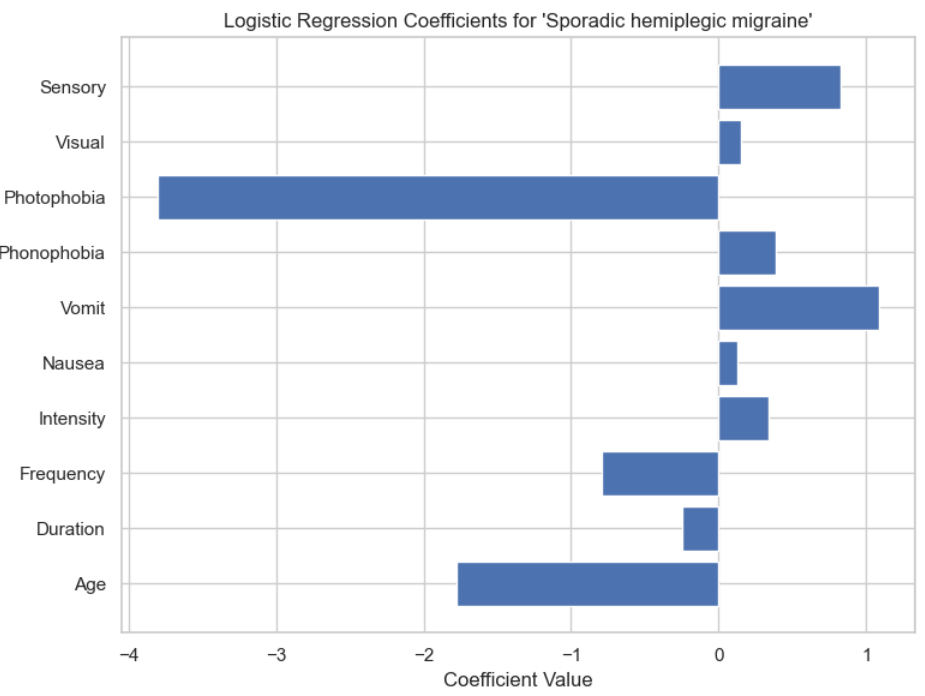 Logistic Regression Coefficients for 'Sporadic hemiplegic migraine'
Sensory
Visual
Photophobia
Phonophobia
Vomit
Nausea
Intensity
Frequency
Duration
Age
−4 −3 −2 −1 0 1
Coefficient Value